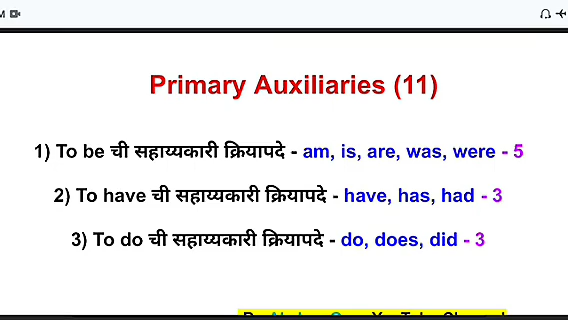 Primary Auxiliaries (11)
1) To be ची सहाय्यकारी क्रियापदे - am, is, are, was, were - 5
2) To have ची सहाय्यकारी क्रियापदे - have, has, had - 3
3) To do ची सहाय्यकारी क्रियापदे - do, does, did - 3